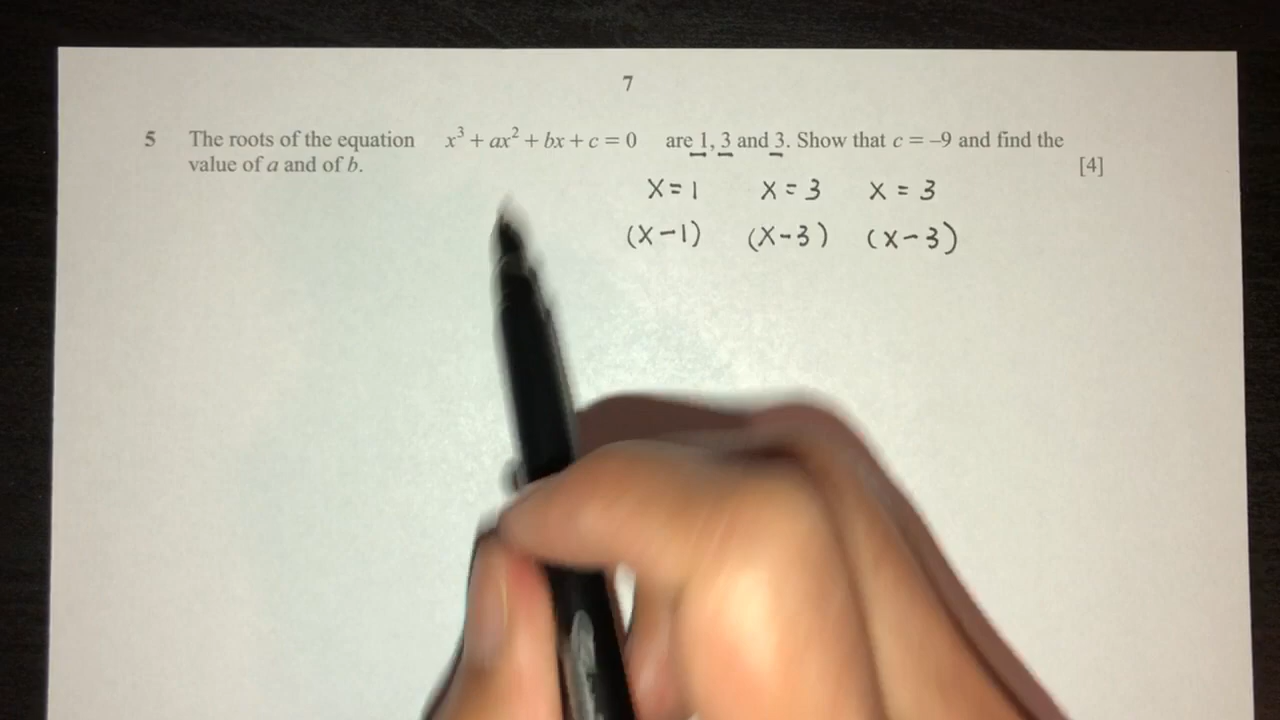 7
5 The roots of the equation x³ + ax² + bx + c = 0 are 1, 3 and 3. Show that c = –9 and find the
value of a and of b. [4]
x = 1 x = 3 x = 3
(x-1) (x-3) (x-3)